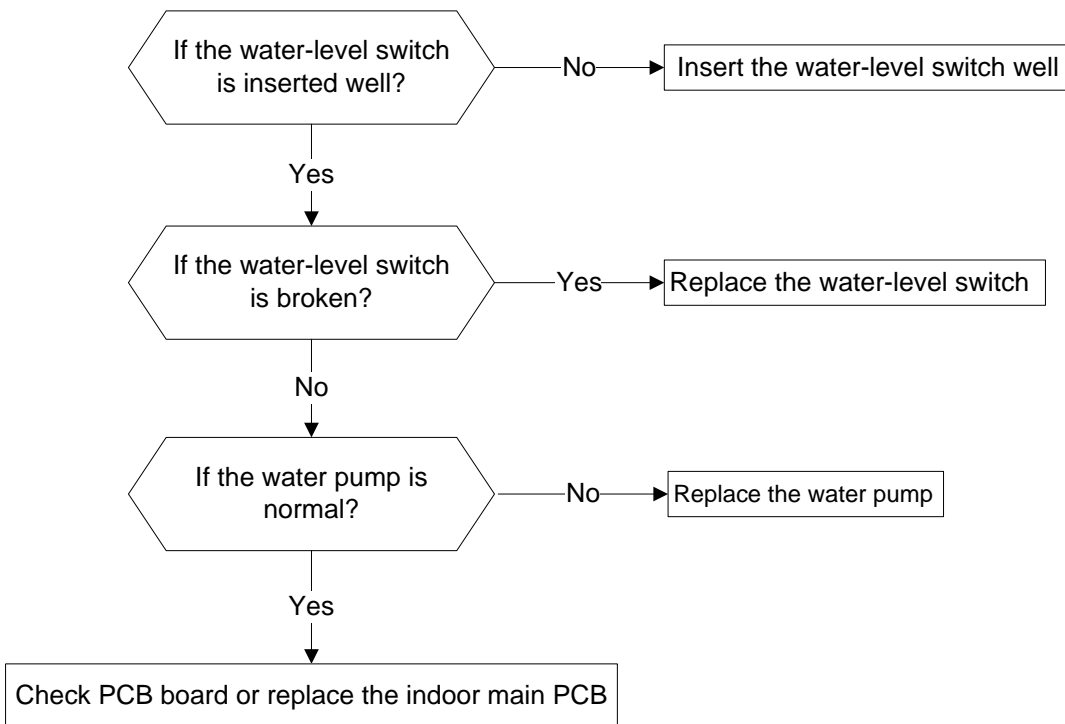 If the water-level switch
is inserted well?
No
Insert the water-level switch well
Yes
If the water-level switch
is broken?
Yes
Replace the water-level switch
No
If the water pump is
normal?
No
Replace the water pump
Yes
Check PCB board or replace the indoor main PCB